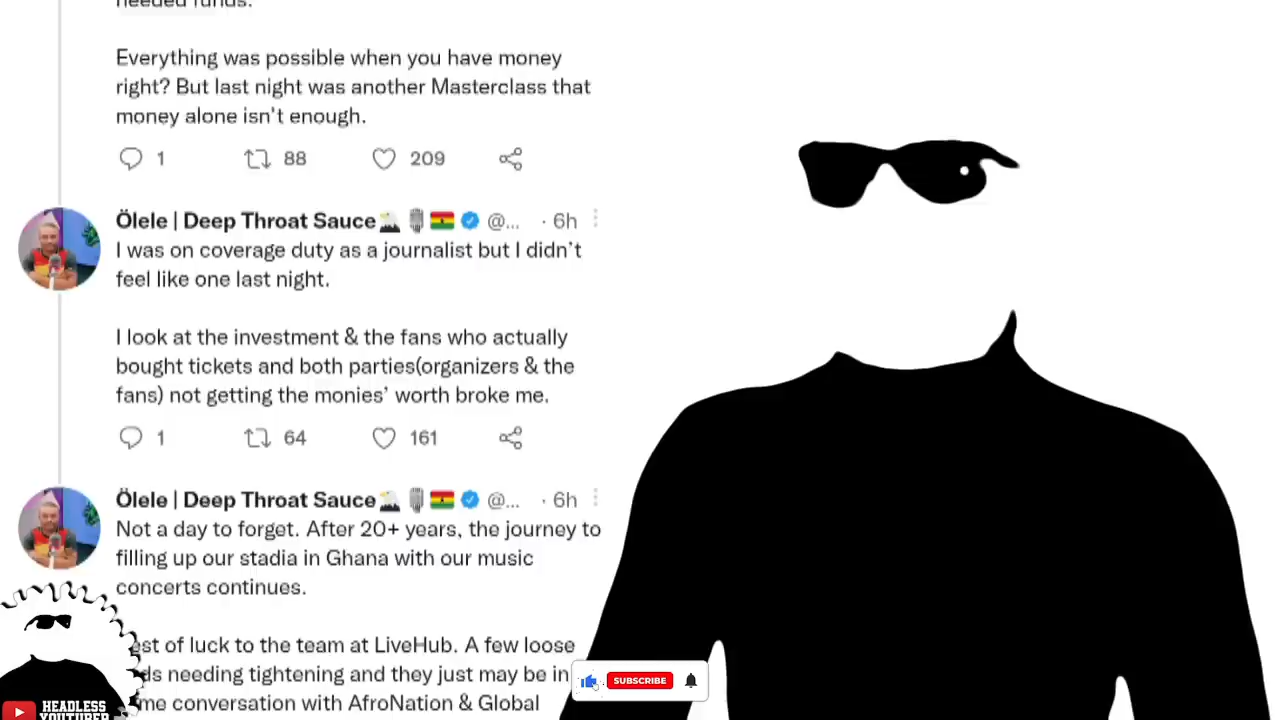 needed funds.
Everything was possible when you have money
right? But last night was another Masterclass that
money alone isn't enough.
1 88 209
Ölele | Deep Throat Sauce @... · 6h
I was on coverage duty as a journalist but I didn't
feel like one last night.
I look at the investment & the fans who actually
bought tickets and both parties(organizers & the
fans) not getting the monies' worth broke me.
1 64 161
Ölele | Deep Throat Sauce @... · 6h
Not a day to forget. After 20+ years, the journey to
filling up our stadia in Ghana with our music
concerts continues.
est of luck to the team at LiveHub. A few loose
ds needing tightening and they just may be in
me conversation with AfroNation & Global
SUBSCRIBE
HEADLESS
YOUTUBER